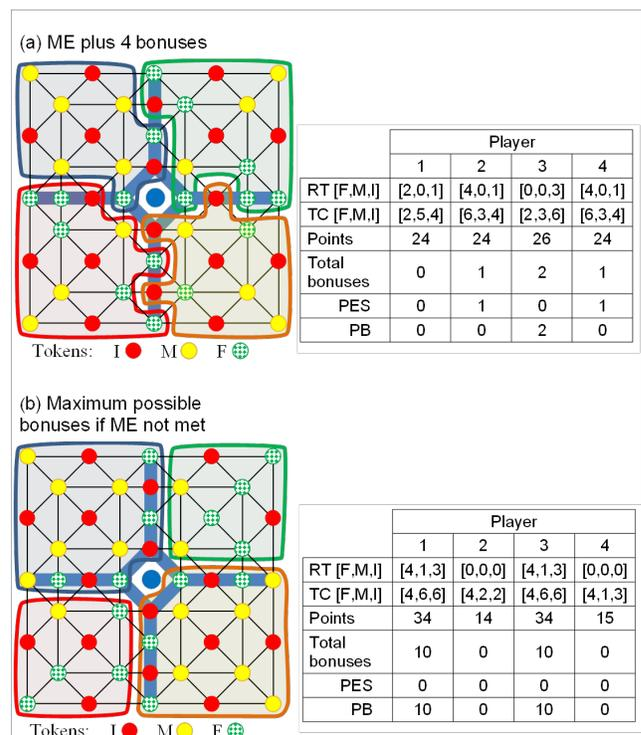 (a) ME plus 4 bonuses
Player
1 2 3 4
RT [F,M,I] [2,0,1] [4,0,1] [0,0,3] [4,0,1]
TC [F,M,I] [2,5,4] [6,3,4] [2,3,6] [6,3,4]
Points 24 24 26 24
Total
bonuses 0 1 2 1
PES 0 1 0 1
PB 0 0 2 0
Tokens: I M F
(b) Maximum possible
bonuses if ME not met
Player
1 2 3 4
RT [F,M,I] [4,1,3] [0,0,0] [4,1,3] [0,0,0]
TC [F,M,I] [4,6,6] [4,2,2] [4,6,6] [4,1,3]
Points 34 14 34 15
Total
bonuses 10 0 10 0
PES 0 0 0 0
PB 10 0 10 0
Tokens: I M F